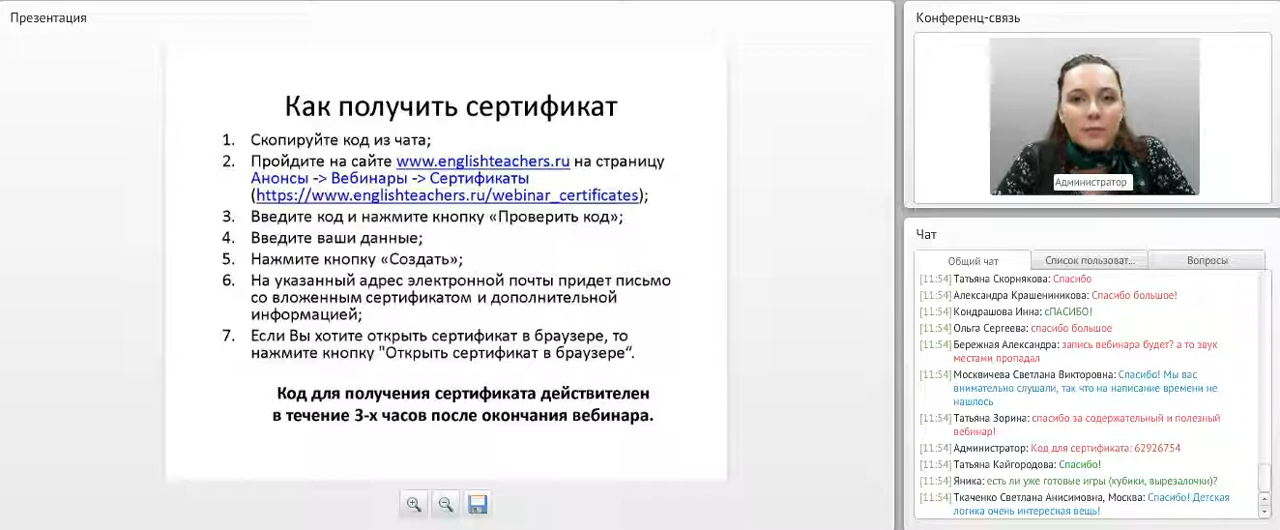 Презентация
Как получить сертификат
1. Скопируйте код из чата;
2. Пройдите на сайте www.englishteachers.ru на страницу
Анонсы -> Вебинары -> Сертификаты
(https://www.englishteachers.ru/webinar_certificates);
3. Введите код и нажмите кнопку «Проверить код»;
4. Введите ваши данные;
5. Нажмите кнопку «Создать»;
6. На указанный адрес электронной почты придет письмо
со вложенным сертификатом и дополнительной
информацией;
7. Если Вы хотите открыть сертификат в браузере, то
нажмите кнопку "Открыть сертификат в браузере“.
Код для получения сертификата действителен
в течение 3-х часов после окончания вебинара.
Конференц-связь
Администратор
Чат
Общий чат
Список пользоват...
Вопросы
[11:54] Татьяна Скорнякова: Спасибо
[11:54] Александра Крашениникова: Спасибо большое!
[11:54] Кондрашова Инна: сПАСИБО!
[11:54] Ольга Сергеева: спасибо большое
[11:54] Бережная Александра: запись вебинара будет? а то звук
местами пропадал
[11:54] Москвичева Светлана Викторовна: Спасибо! Мы вас
внимательно слушали, так что на написание времени не
нашлось
[11:54] Татьяна Зорина: спасибо за содержательный и полезный
вебинар!
[11:54] Администратор: Код для сертификата: 62926754
[11:54] Татьяна Кайгородова: Спасибо!
[11:54] Яника: есть ли уже готовые игры (кубики, вырезалочки)?
[11:54] Ткаченко Светлана Анисимовна, Москва: Спасибо! Детская
логика очень интересная вещь!